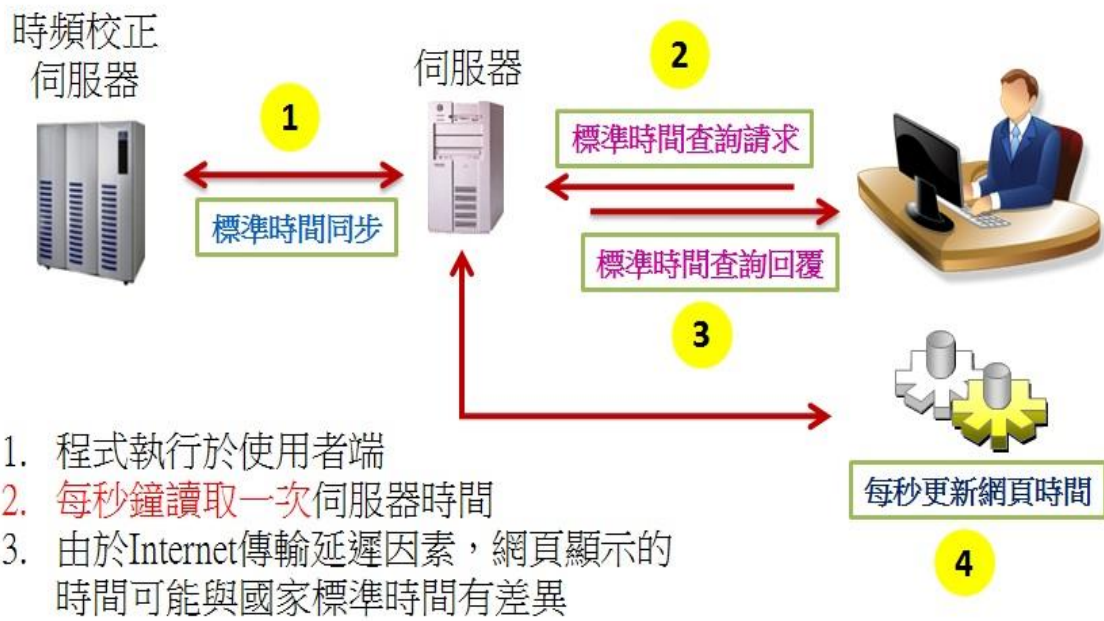 時頻校正
伺服器
伺服器
1
2
標準時間查詢請求
標準時間同步
標準時間查詢回覆
3
1. 程式執行於使用者端
2. 每秒鐘讀取一次伺服器時間
3. 由於Internet傳輸延遲因素，網頁顯示的
時間可能與國家標準時間有差異
每秒更新網頁時間
4